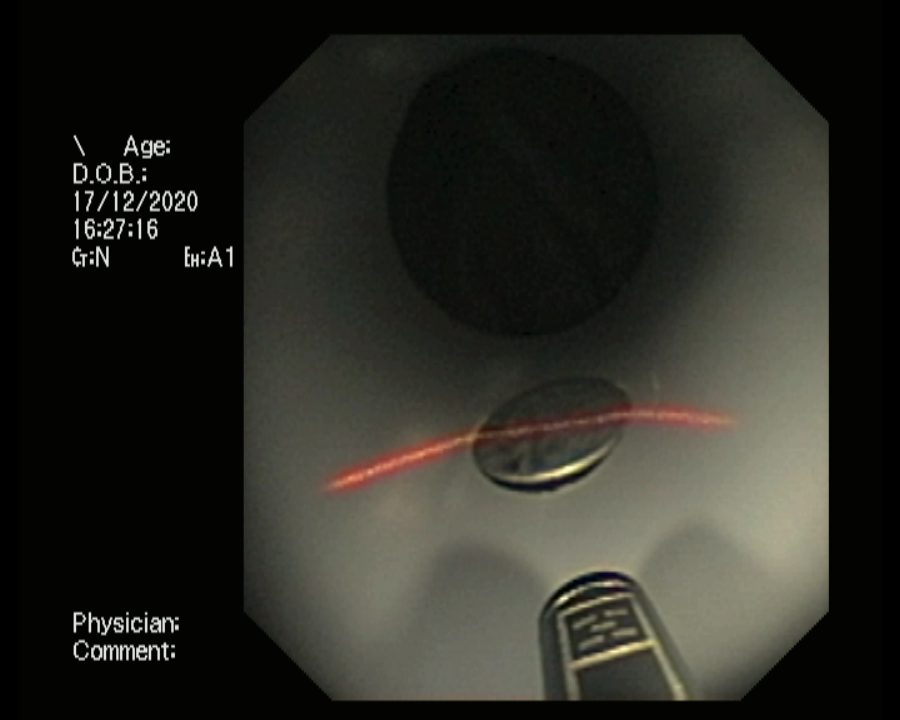 \ Age:
D.O.B.:
17/12/2020
16:27:16
Cr:N Eh:A1
Physician:
Comment: